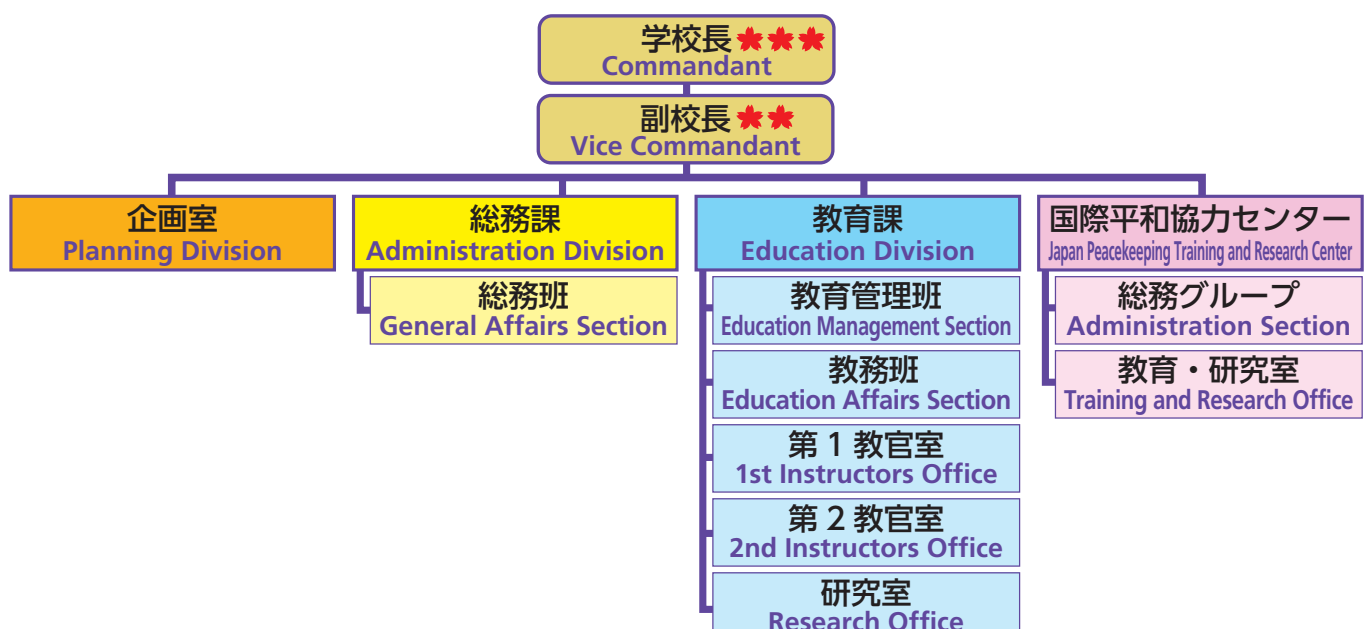 学校長
Commandant
副校長
Vice Commandant
企画室
Planning Division
総務課
Administration Division
総務班
General Affairs Section
教育課
Education Division
教育管理班
Education Management Section
教務班
Education Affairs Section
第1教官室
1st Instructors Office
第2教官室
2nd Instructors Office
研究室
Research Office
国際平和協力センター
Japan Peacekeeping Training and Research Center
総務グループ
Administration Section
教育・研究室
Training and Research Office